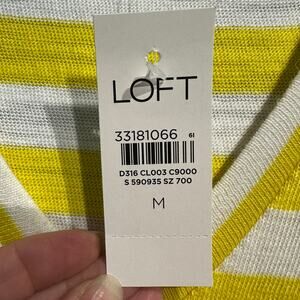 LOFT
33181066 61
D316 CL003 C9000
S 590935 SZ 700
M